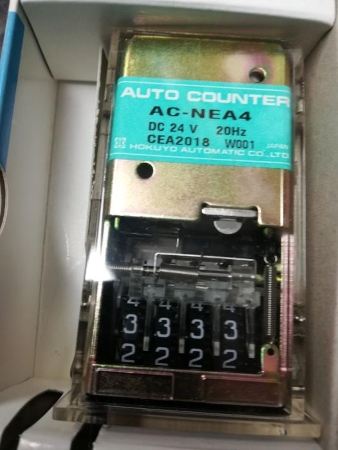 AUTO COUNTER
AC-NEA4
DC 24 V 20Hz
CEA2018 W001 JAPAN
HOKUYO AUTOMATIC CO., LTD
4 4 4 4
3 3 3 3
2 2 2 2